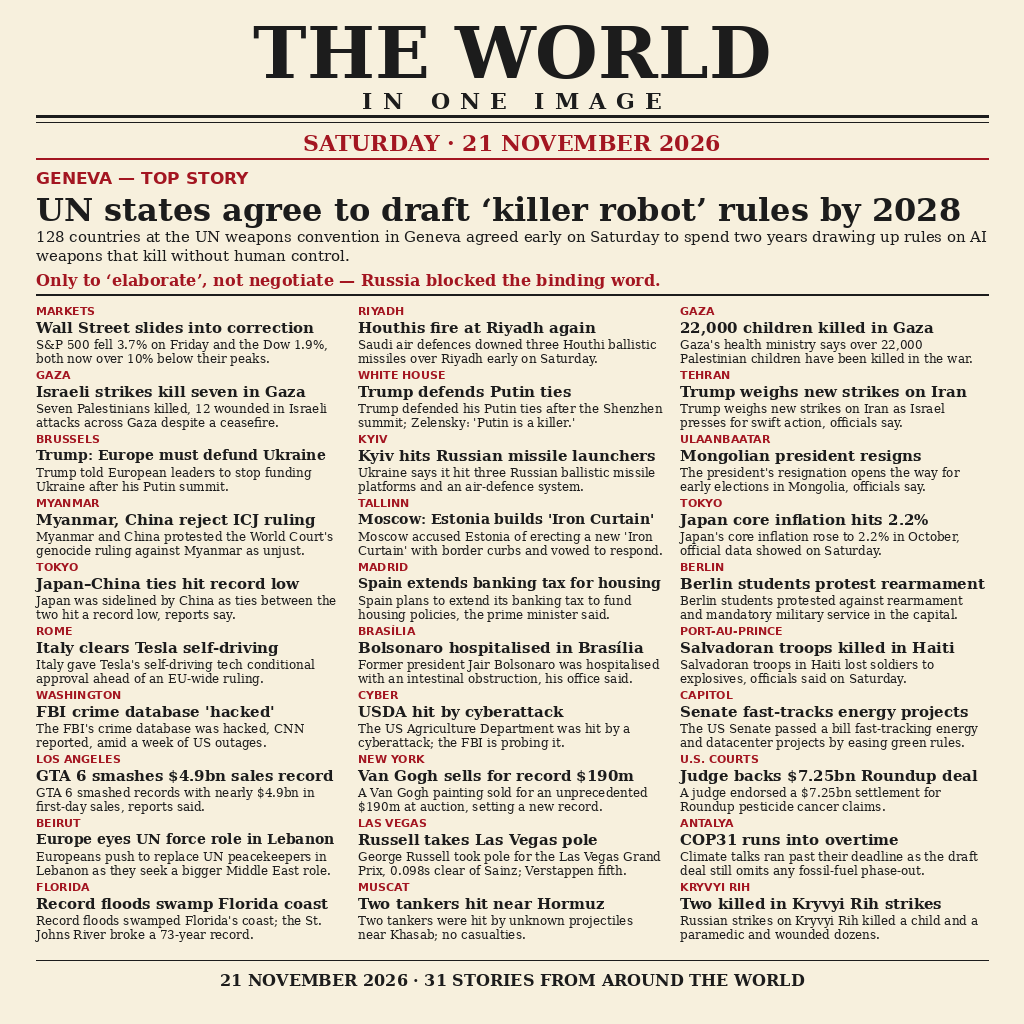 THE WORLD
IN ONE IMAGE
SATURDAY · 21 NOVEMBER 2026
GENEVA — TOP STORY
UN states agree to draft ‘killer robot’ rules by 2028
128 countries at the UN weapons convention in Geneva agreed early on Saturday to spend two years drawing up rules on AI
weapons that kill without human control.
Only to ‘elaborate’, not negotiate — Russia blocked the binding word.
MARKETS
Wall Street slides into correction
S&P 500 fell 3.7% on Friday and the Dow 1.9%,
both now over 10% below their peaks.
GAZA
Israeli strikes kill seven in Gaza
Seven Palestinians killed, 12 wounded in Israeli
attacks across Gaza despite a ceasefire.
BRUSSELS
Trump: Europe must defund Ukraine
Trump told European leaders to stop funding
Ukraine after his Putin summit.
MYANMAR
Myanmar, China reject ICJ ruling
Myanmar and China protested the World Court's
genocide ruling against Myanmar as unjust.
TOKYO
Japan–China ties hit record low
Japan was sidelined by China as ties between the
two hit a record low, reports say.
ROME
Italy clears Tesla self-driving
Italy gave Tesla's self-driving tech conditional
approval ahead of an EU-wide ruling.
WASHINGTON
FBI crime database 'hacked'
The FBI's crime database was hacked, CNN
reported, amid a week of US outages.
LOS ANGELES
GTA 6 smashes $4.9bn sales record
GTA 6 smashed records with nearly $4.9bn in
first-day sales, reports said.
BEIRUT
Europe eyes UN force role in Lebanon
Europeans push to replace UN peacekeepers in
Lebanon as they seek a bigger Middle East role.
FLORIDA
Record floods swamp Florida coast
Record floods swamped Florida's coast; the St.
Johns River broke a 73-year record.
RIYADH
Houthis fire at Riyadh again
Saudi air defences downed three Houthi ballistic
missiles over Riyadh early on Saturday.
WHITE HOUSE
Trump defends Putin ties
Trump defended his Putin ties after the Shenzhen
summit; Zelensky: 'Putin is a killer.'
KYIV
Kyiv hits Russian missile launchers
Ukraine says it hit three Russian ballistic missile
platforms and an air-defence system.
TALLINN
Moscow: Estonia builds 'Iron Curtain'
Moscow accused Estonia of erecting a new 'Iron
Curtain' with border curbs and vowed to respond.
MADRID
Spain extends banking tax for housing
Spain plans to extend its banking tax to fund
housing policies, the prime minister said.
BRASÍLIA
Bolsonaro hospitalised in Brasília
Former president Jair Bolsonaro was hospitalised
with an intestinal obstruction, his office said.
CYBER
USDA hit by cyberattack
The US Agriculture Department was hit by a
cyberattack; the FBI is probing it.
NEW YORK
Van Gogh sells for record $190m
A Van Gogh painting sold for an unprecedented
$190m at auction, setting a new record.
LAS VEGAS
Russell takes Las Vegas pole
George Russell took pole for the Las Vegas Grand
Prix, 0.098s clear of Sainz; Verstappen fifth.
MUSCAT
Two tankers hit near Hormuz
Two tankers were hit by unknown projectiles
near Khasab; no casualties.
GAZA
22,000 children killed in Gaza
Gaza's health ministry says over 22,000
Palestinian children have been killed in the war.
TEHRAN
Trump weighs new strikes on Iran
Trump weighs new strikes on Iran as Israel
presses for swift action, officials say.
ULAANBAATAR
Mongolian president resigns
The president's resignation opens the way for
early elections in Mongolia, officials say.
TOKYO
Japan core inflation hits 2.2%
Japan's core inflation rose to 2.2% in October,
official data showed on Saturday.
BERLIN
Berlin students protest rearmament
Berlin students protested against rearmament
and mandatory military service in the capital.
PORT-AU-PRINCE
Salvadoran troops killed in Haiti
Salvadoran troops in Haiti lost soldiers to
explosives, officials said on Saturday.
CAPITOL
Senate fast-tracks energy projects
The US Senate passed a bill fast-tracking energy
and datacenter projects by easing green rules.
U.S. COURTS
Judge backs $7.25bn Roundup deal
A judge endorsed a $7.25bn settlement for
Roundup pesticide cancer claims.
ANTALYA
COP31 runs into overtime
Climate talks ran past their deadline as the draft
deal still omits any fossil-fuel phase-out.
KRYVYI RIH
Two killed in Kryvyi Rih strikes
Russian strikes on Kryvyi Rih killed a child and a
paramedic and wounded dozens.
21 NOVEMBER 2026 · 31 STORIES FROM AROUND THE WORLD